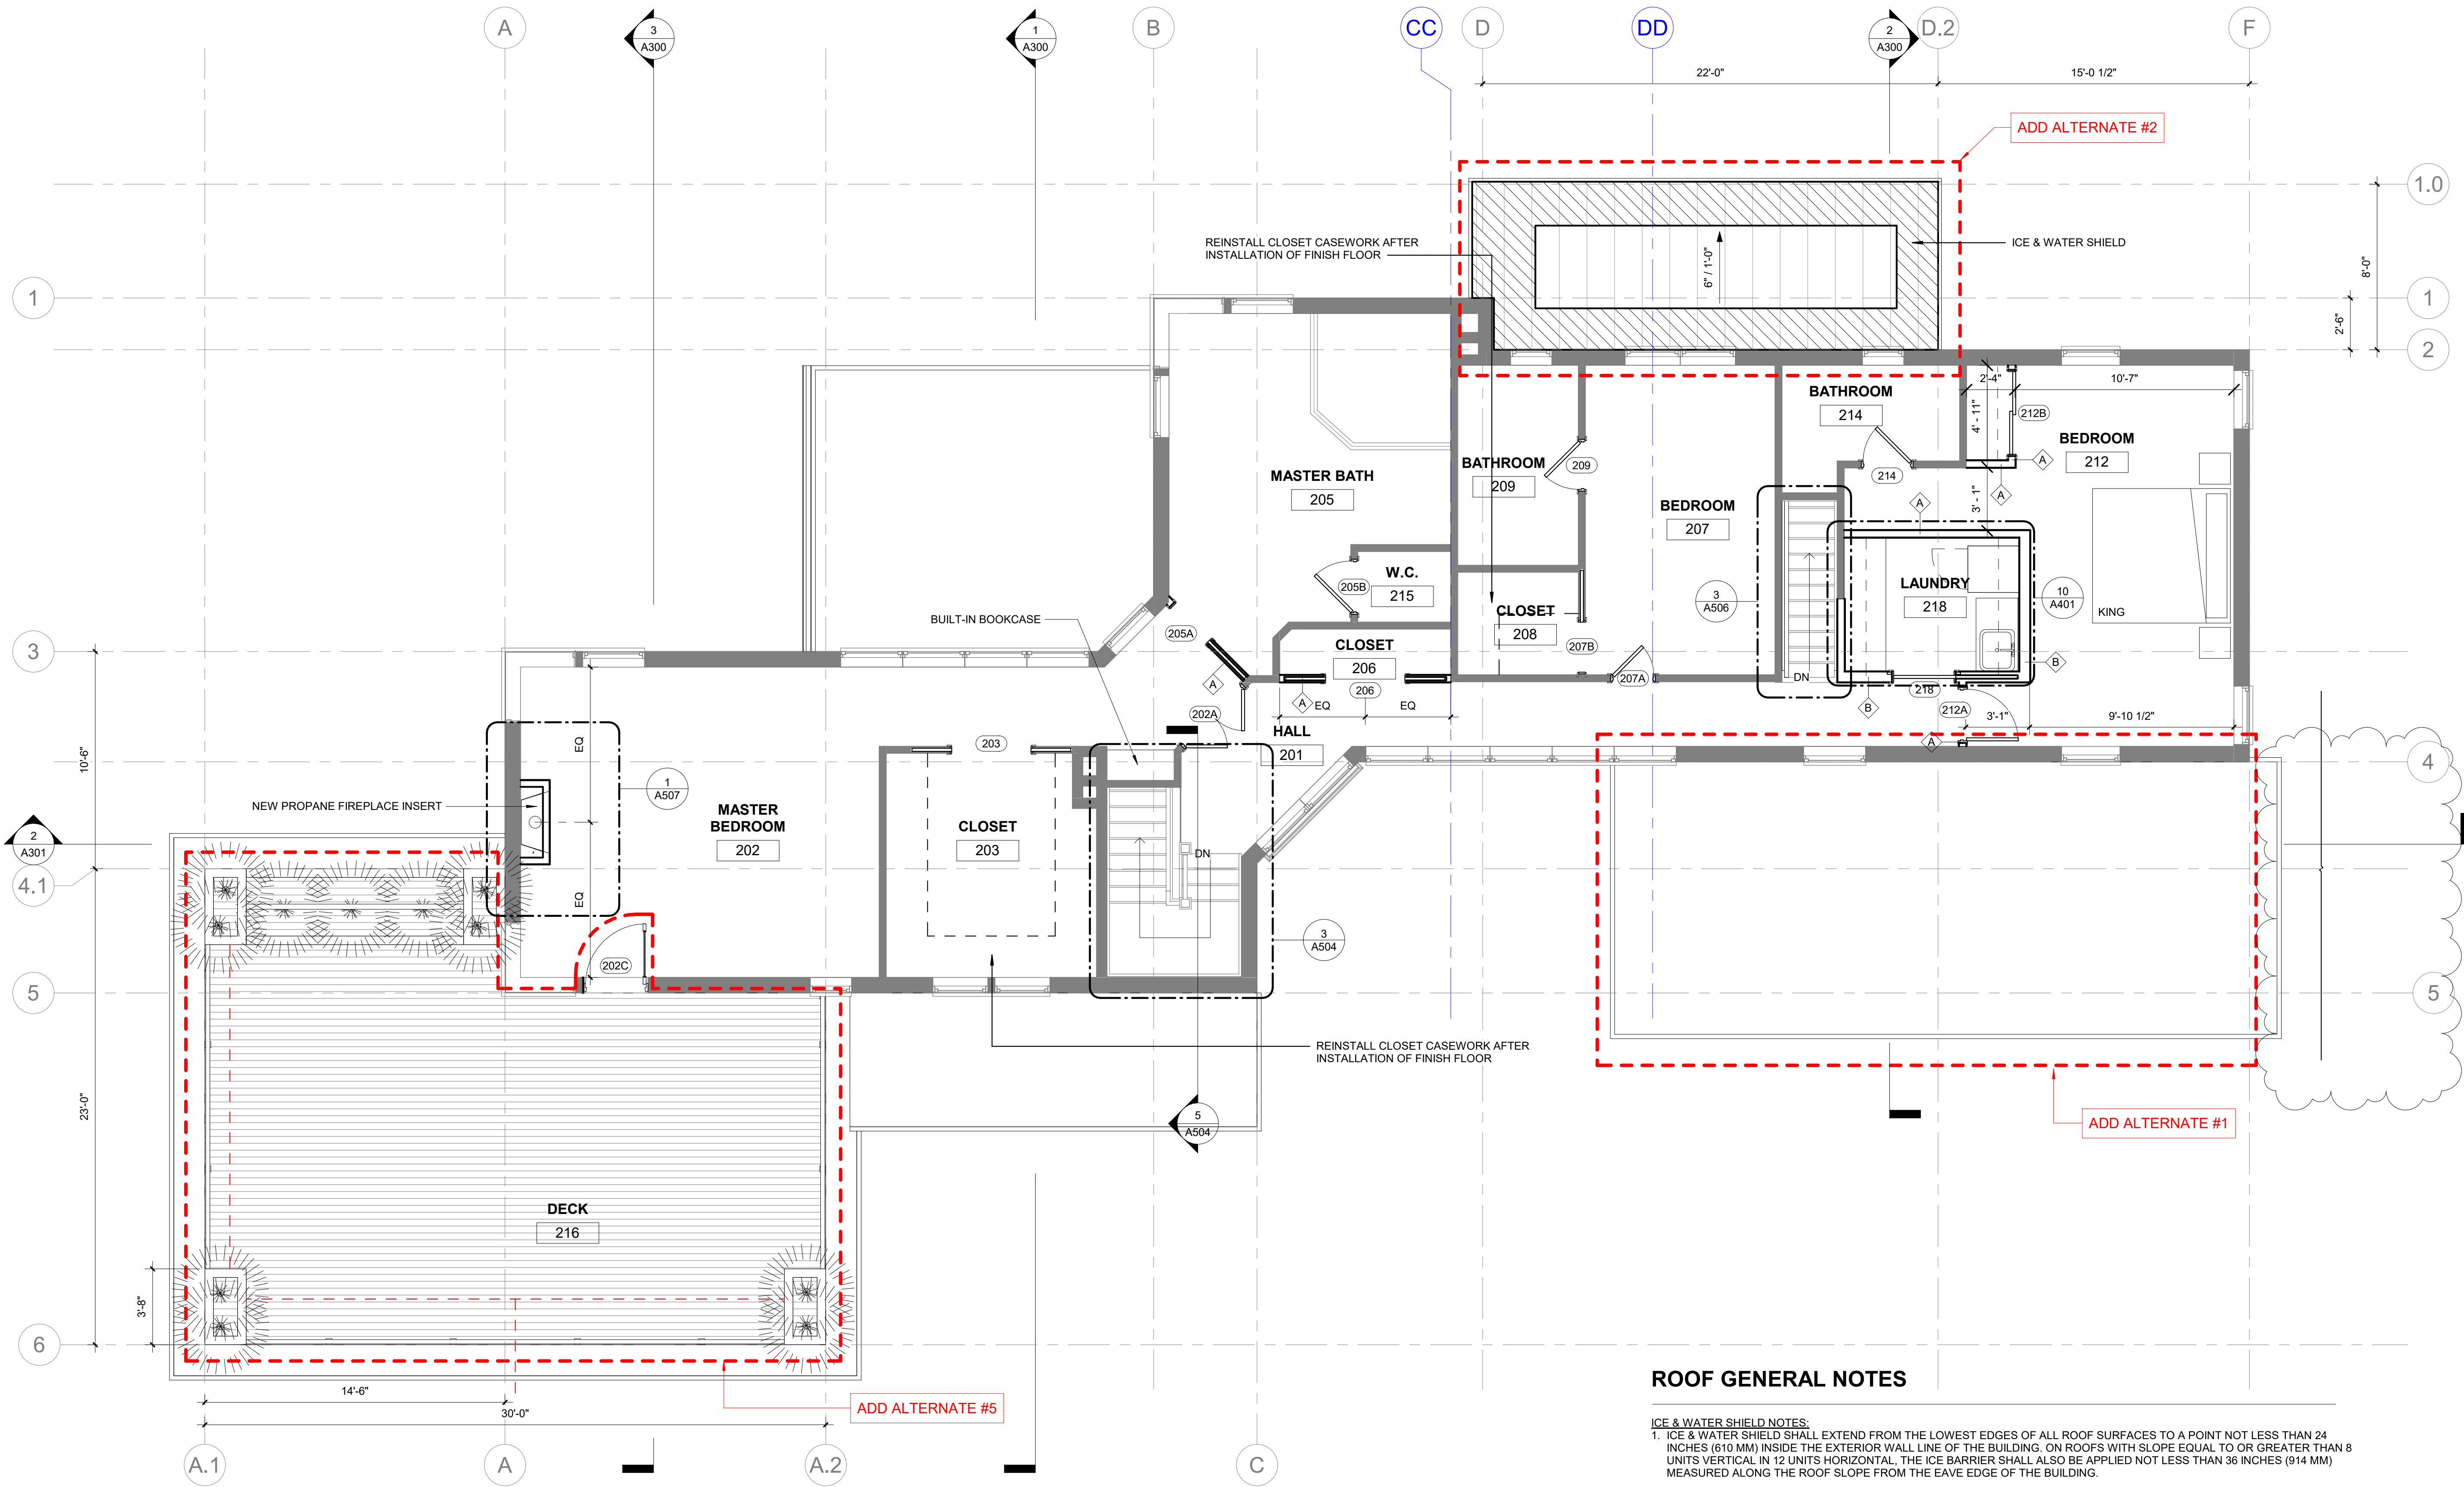 A
3
A300
1
A300
B
CC
D
DD
2
A300
D.2
F
22'-0"
15'-0 1/2"
ADD ALTERNATE #2
1.0
REINSTALL CLOSET CASEWORK AFTER
INSTALLATION OF FINISH FLOOR
6" / 1'-0"
ICE & WATER SHIELD
8'-0"
1
1
2'-6"
2
BATHROOM
214
2'-4"
10'-7"
4' - 11"
212B
BEDROOM
212
MASTER BATH
205
BATHROOM
209
209
214
A
A
A
3' - 1"
BEDROOM
207
W.C.
215
205B
LAUNDRY
218
10
A401
3
A506
KING
BUILT-IN BOOKCASE
205A
CLOSET
208
CLOSET
206
207B
3
B
A
206
A
EQ
EQ
207A
DN
218
B
212A
3'-1"
9'-10 1/2"
202A
HALL
201
A
203
EQ
10'-6"
4
1
A507
NEW PROPANE FIREPLACE INSERT
MASTER
BEDROOM
202
CLOSET
203
DN
2
A301
4.1
EQ
3
A504
202C
5
5
REINSTALL CLOSET CASEWORK AFTER
INSTALLATION OF FINISH FLOOR
23'-0"
5
A504
ADD ALTERNATE #1
DECK
216
3'-8"
6
14'-6"
30'-0"
ADD ALTERNATE #5
A.1
A
A.2
C
ROOF GENERAL NOTES
ICE & WATER SHIELD NOTES:
1. ICE & WATER SHIELD SHALL EXTEND FROM THE LOWEST EDGES OF ALL ROOF SURFACES TO A POINT NOT LESS THAN 24
INCHES (610 MM) INSIDE THE EXTERIOR WALL LINE OF THE BUILDING. ON ROOFS WITH SLOPE EQUAL TO OR GREATER THAN 8
UNITS VERTICAL IN 12 UNITS HORIZONTAL, THE ICE BARRIER SHALL ALSO BE APPLIED NOT LESS THAN 36 INCHES (914 MM)
MEASURED ALONG THE ROOF SLOPE FROM THE EAVE EDGE OF THE BUILDING.